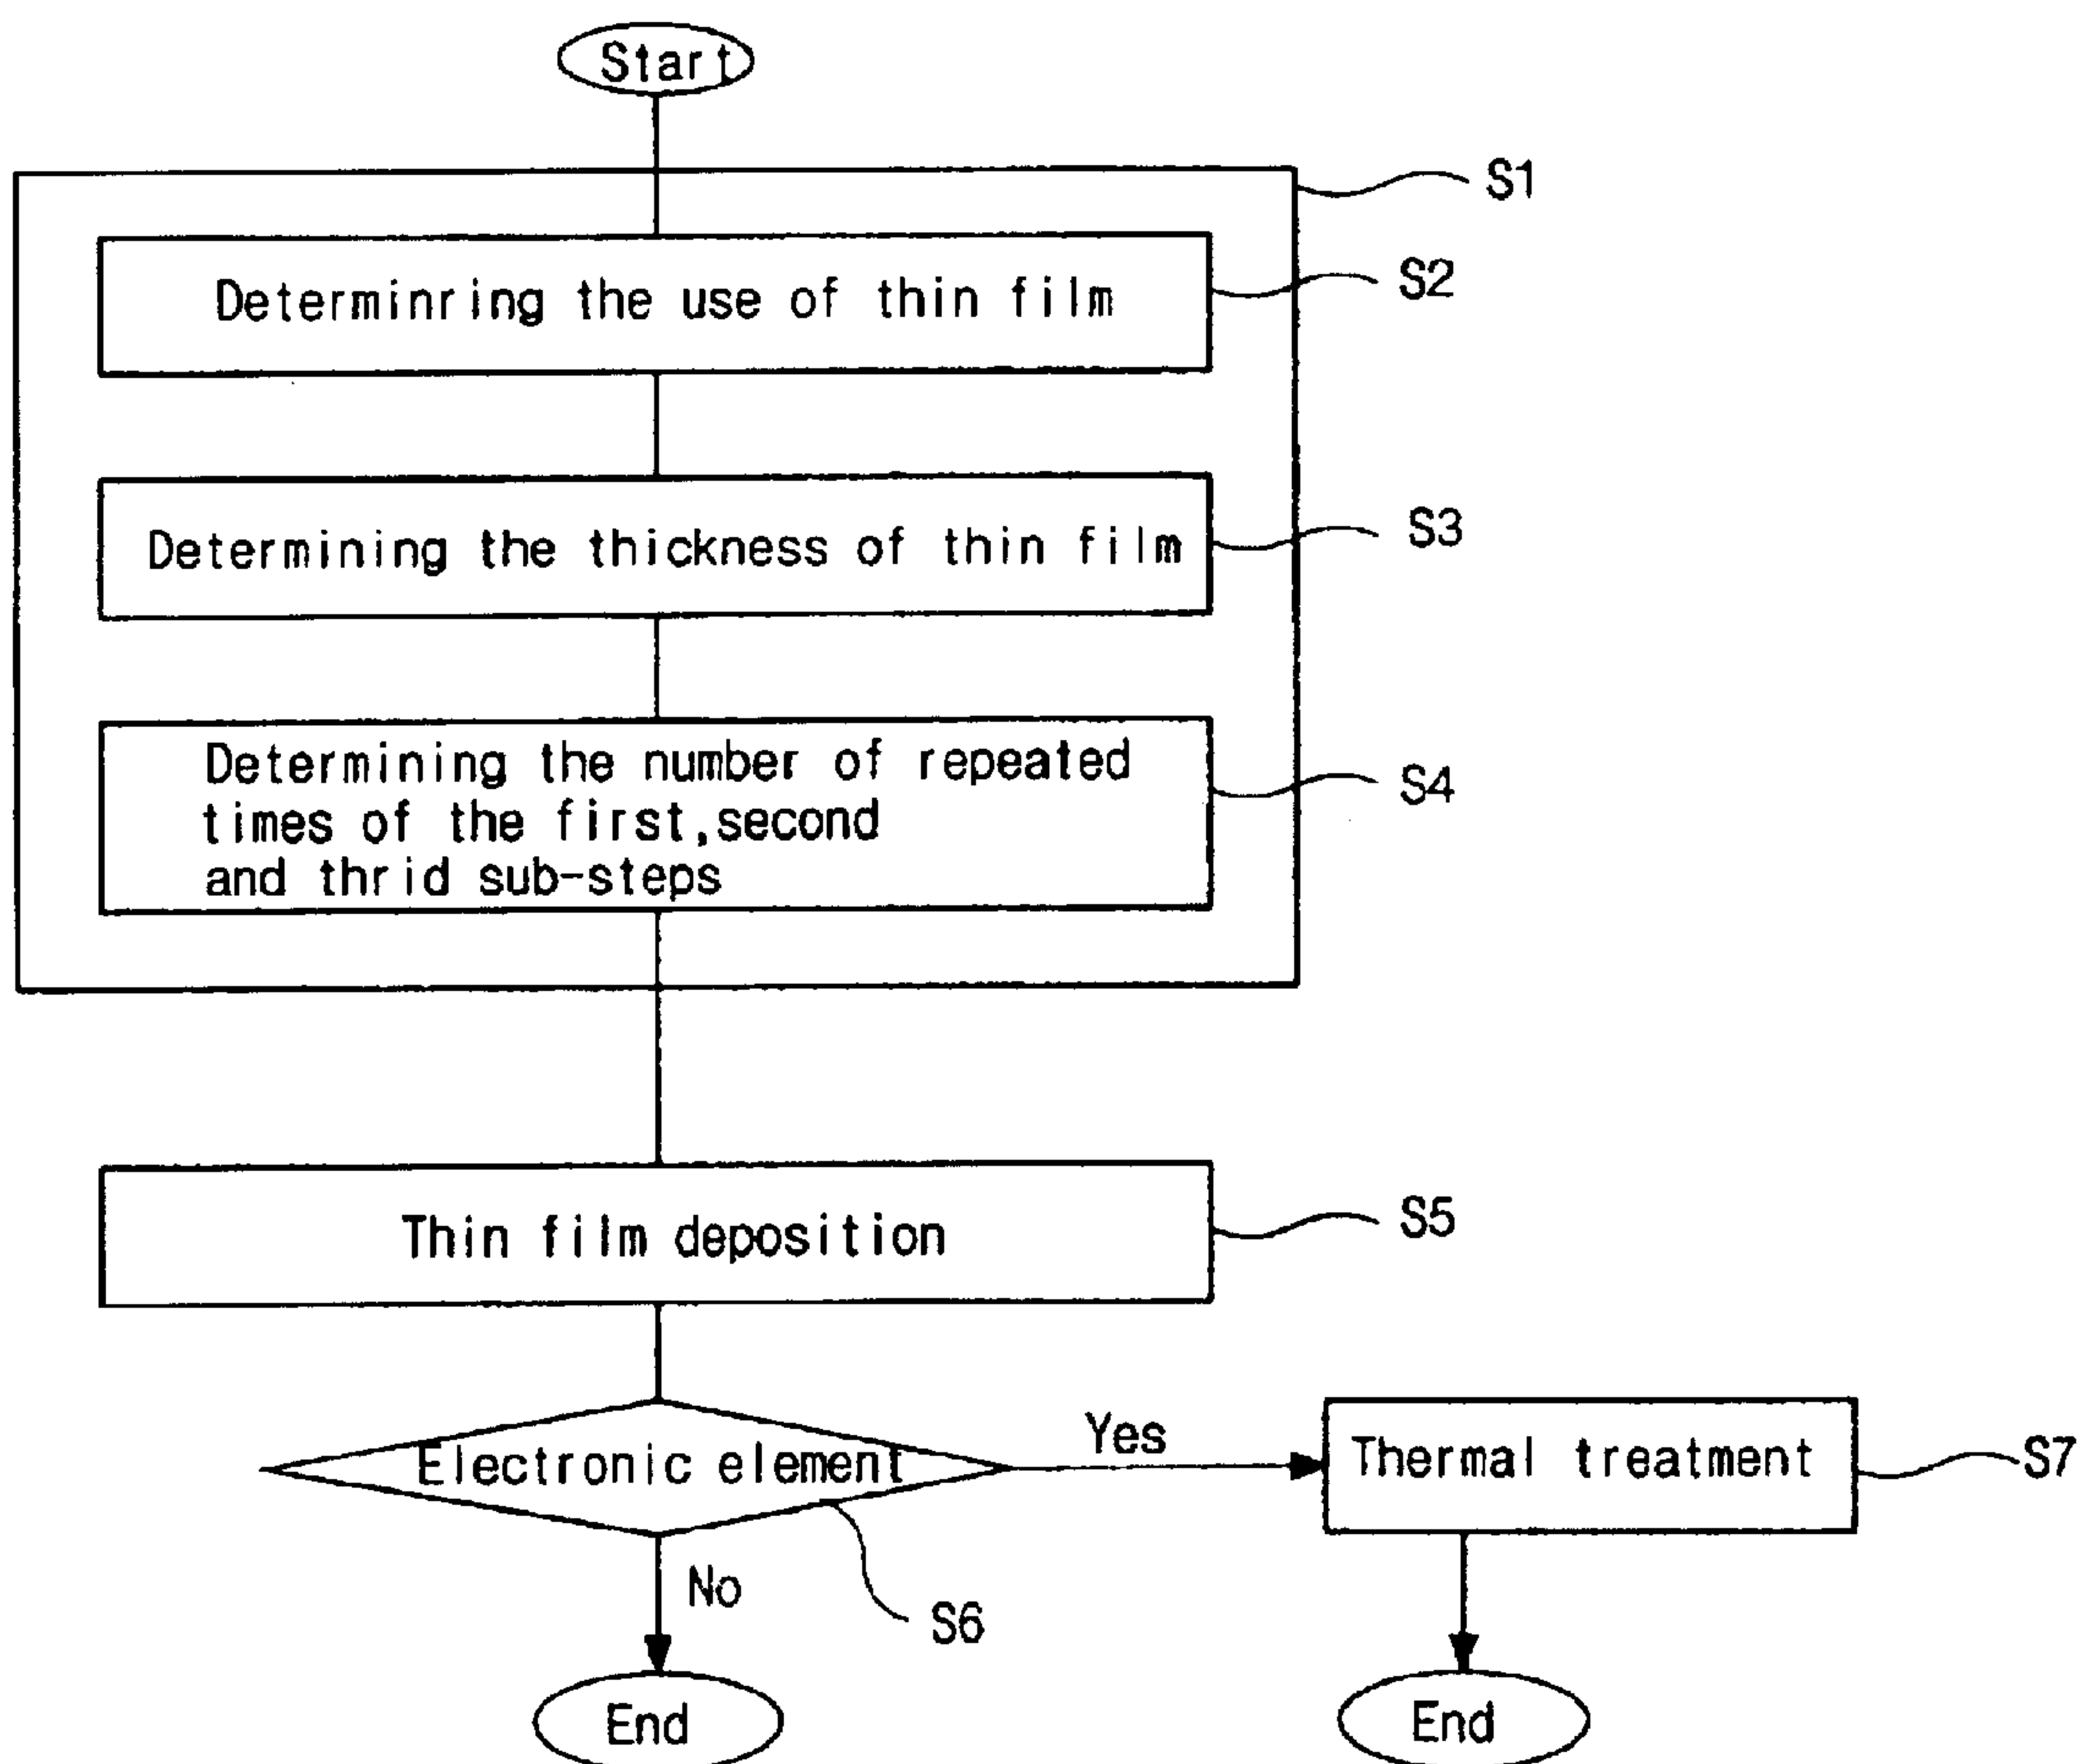 Start
S1
Determinring the use of thin film
S2
Determining the thickness of thin film
S3
Determining the number of repeated
times of the first,second
and thrid sub-steps
S4
Thin film deposition
S5
Electronic element
Yes
Thermal treatment
S7
No
S6
End
End